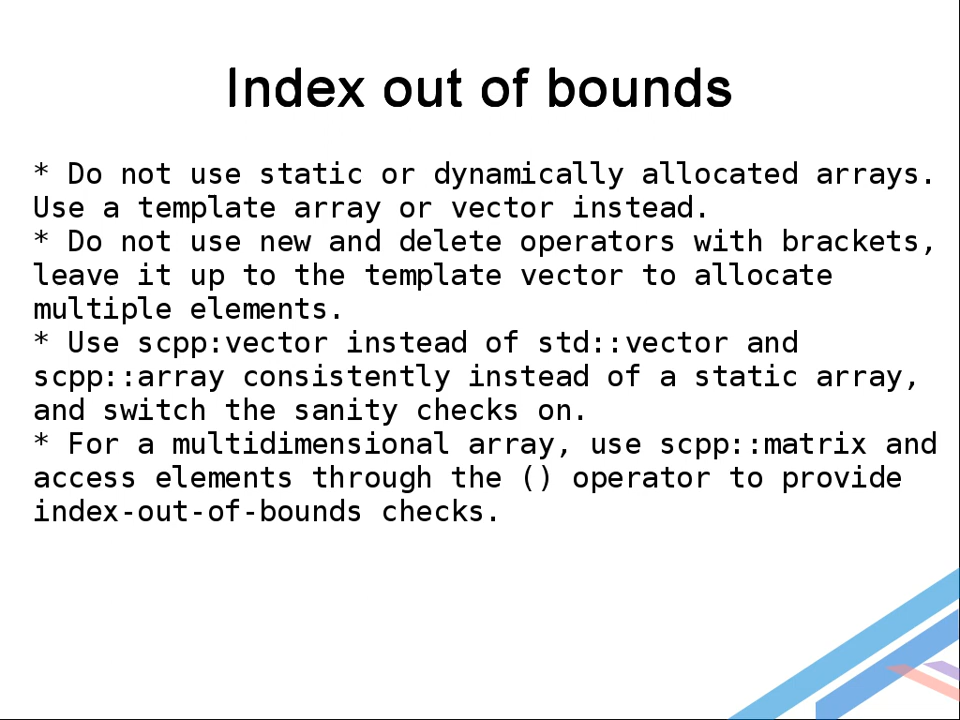 Index out of bounds
* Do not use static or dynamically allocated arrays.
Use a template array or vector instead.
* Do not use new and delete operators with brackets,
leave it up to the template vector to allocate
multiple elements.
* Use scpp:vector instead of std::vector and
scpp::array consistently instead of a static array,
and switch the sanity checks on.
* For a multidimensional array, use scpp::matrix and
access elements through the () operator to provide
index-out-of-bounds checks.